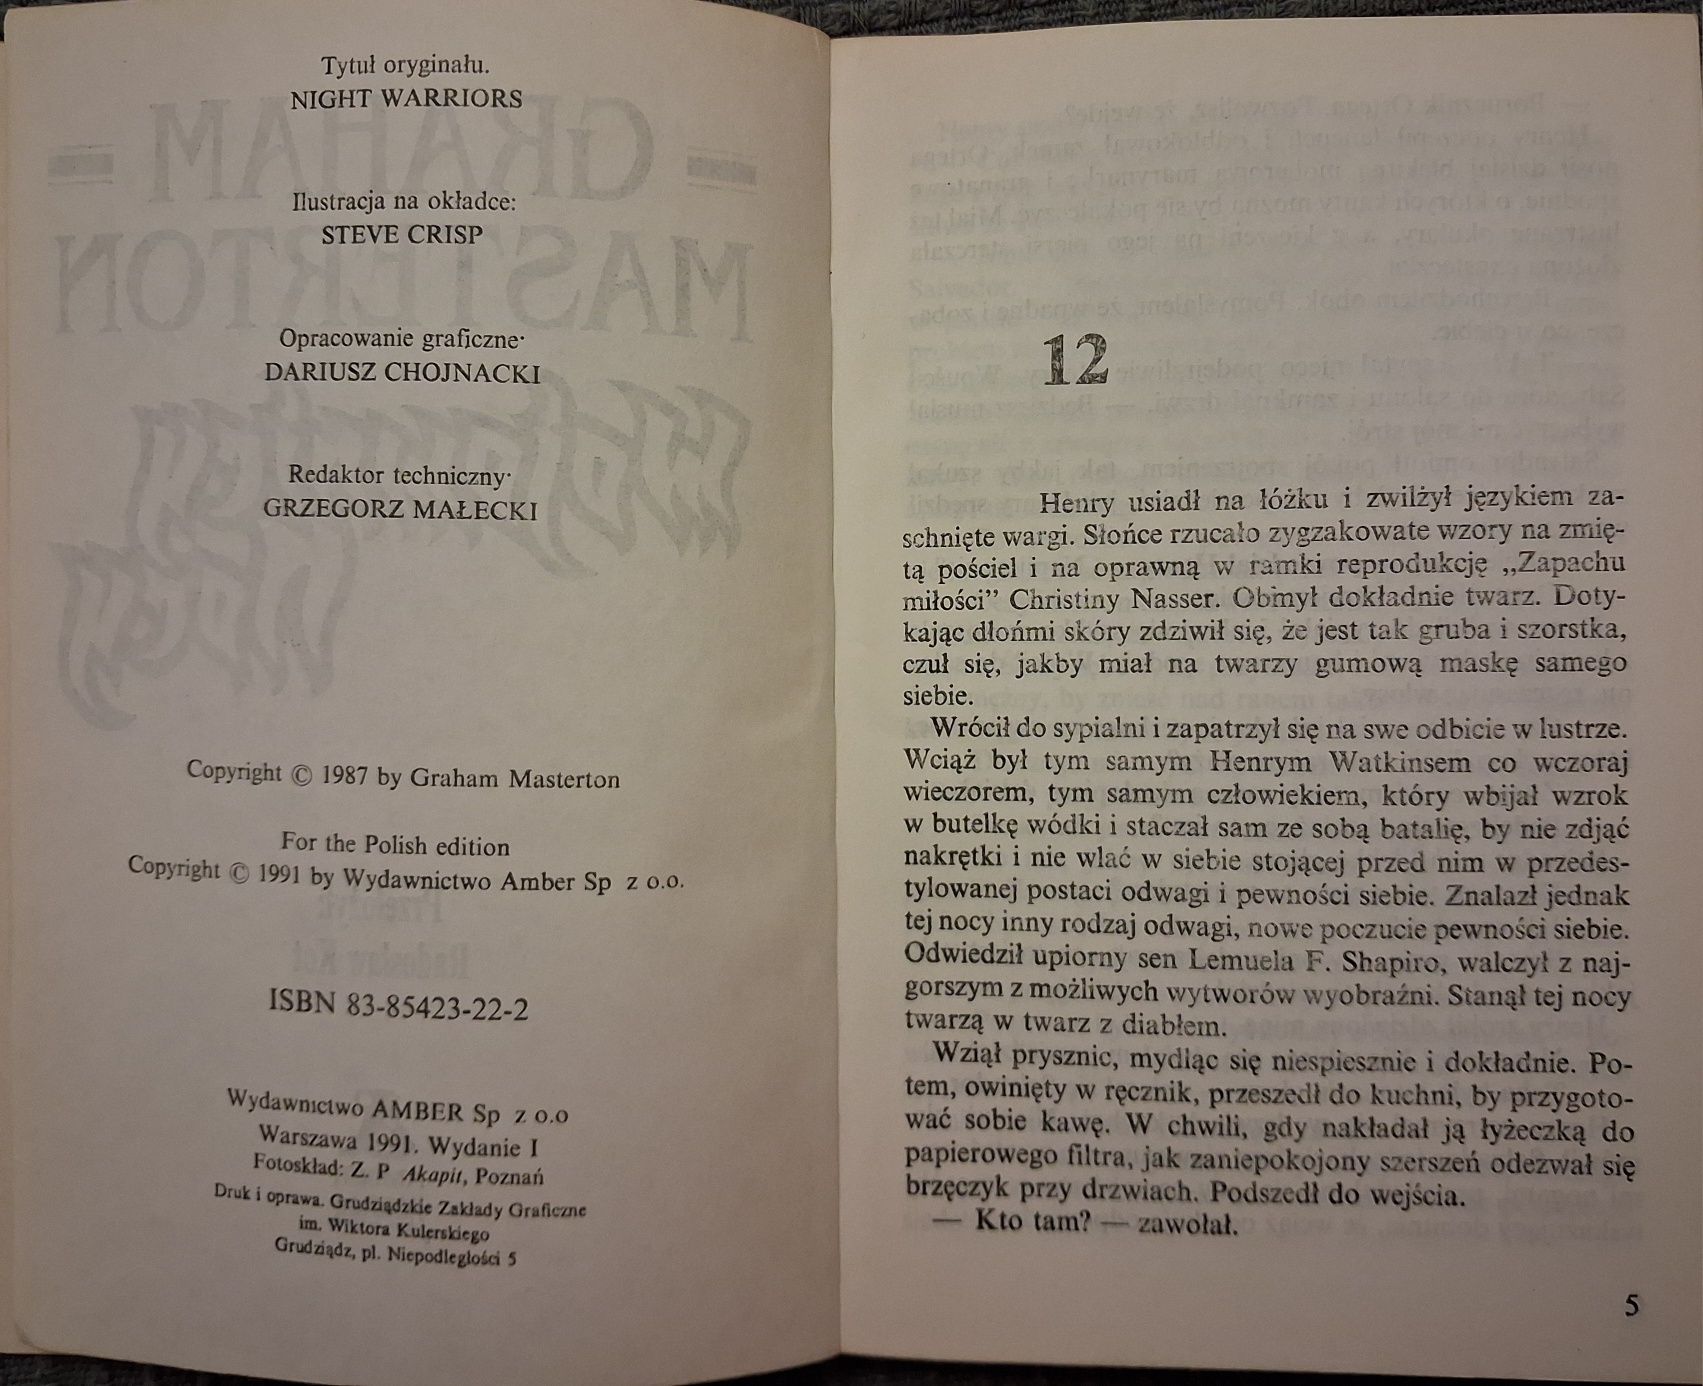 Tytuł oryginału.
NIGHT WARRIORS
Ilustracja na okładce:
STEVE CRISP
Opracowanie graficzne·
DARIUSZ CHOJNACKI
Redaktor techniczny·
GRZEGORZ MAŁECKI
Copyright © 1987 by Graham Masterton
For the Polish edition
Copyright © 1991 by Wydawnictwo Amber Sp z o.o.
ISBN 83-85423-22-2
Wydawnictwo AMBER Sp z o.o
Warszawa 1991. Wydanie I
Fotoskład: Z. P Akapit, Poznań
Druk i oprawa. Grudziądzkie Zakłady Graficzne
im. Wiktora Kulerskiego
Grudziądz, pl. Niepodległości 5
12
Henry usiadł na łóżku i zwilżył językiem za-
schnięte wargi. Słońce rzucało zygzakowate wzory na zmię-
tą pościel i na oprawną w ramki reprodukcję „Zapachu
miłości” Christiny Nasser. Obmył dokładnie twarz. Doty-
kając dłońmi skóry zdziwił się, że jest tak gruba i szorstka,
czuł się, jakby miał na twarzy gumową maskę samego
siebie.
Wrócił do sypialni i zapatrzył się na swe odbicie w lustrze.
Wciąż był tym samym Henrym Watkinsem co wczoraj
wieczorem, tym samym człowiekiem, który wbijał wzrok
w butelkę wódki i staczał sam ze sobą batalię, by nie zdjąć
nakrętki i nie wlać w siebie stojącej przed nim w przedes-
tylowanej postaci odwagi i pewności siebie. Znalazł jednak
tej nocy inny rodzaj odwagi, nowe poczucie pewności siebie.
Odwiedził upiorny sen Lemuela F. Shapiro, walczył z naj-
gorszym z możliwych wytworów wyobraźni. Stanął tej nocy
twarzą w twarz z diabłem.
Wziął prysznic, mydląc się niespiesznie i dokładnie. Po-
tem, owinięty w ręcznik, przeszedł do kuchni, by przygoto-
wać sobie kawę. W chwili, gdy nakładał ją łyżeczką do
papierowego filtra, jak zaniepokojony szerszeń odezwał się
brzęczyk przy drzwiach. Podszedł do wejścia.
— Kto tam? — zawołał.
5